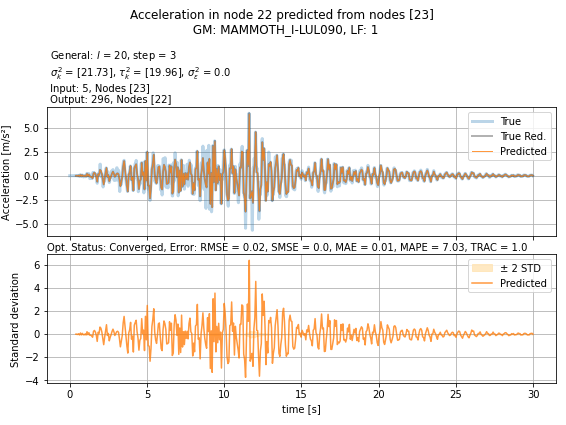 Acceleration in node 22 predicted from nodes [23]
GM: MAMMOTH_I-LUL090, LF: 1
General: l = 20, step = 3
σ²ₖ = [21.73], τ²ₖ = [19.96], σ²ε = 0.0
Input: 5, Nodes [23]
Output: 296, Nodes [22]
Acceleration [m/s²]
5.0
2.5
0.0
−2.5
−5.0
True
True Red.
Predicted
Opt. Status: Converged, Error: RMSE = 0.02, SMSE = 0.0, MAE = 0.01, MAPE = 7.03, TRAC = 1.0
Standard deviation
6
4
2
0
−2
−4
± 2 STD
Predicted
0 5 10 15 20 25 30
time [s]